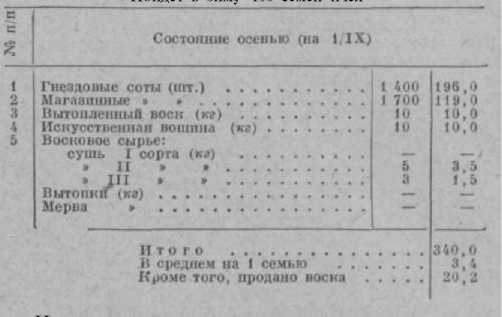 № п/п
Состояние осенью (на 1/IX)
1 Гнездовые соты (шт.) . . . . . . . . . . 1 400 196,0
2 Магазинные » » . . . . . . . . . . 1 700 119,0
3 Вытопленный воск (кг) . . . . . . . . . 10 10,0
4 Искусственная вощина (кг) . . . . . . . 10 10,0
5 Восковое сырье:
сушь I сорта (кг) . . . . . . . . . — —
» II » » . . . . . . . . . 5 3,5
» III » » . . . . . . . . . 3 1,5
Вытопки (кг) . . . . . . . . . . . . . — —
Мерва » . . . . . . . . . . . . . — —
Итого . . . . . . . . . . . . 340,0
В среднем на 1 семью . . . . . . 3,4
Кроме того, продано воска . . . . . 20,2